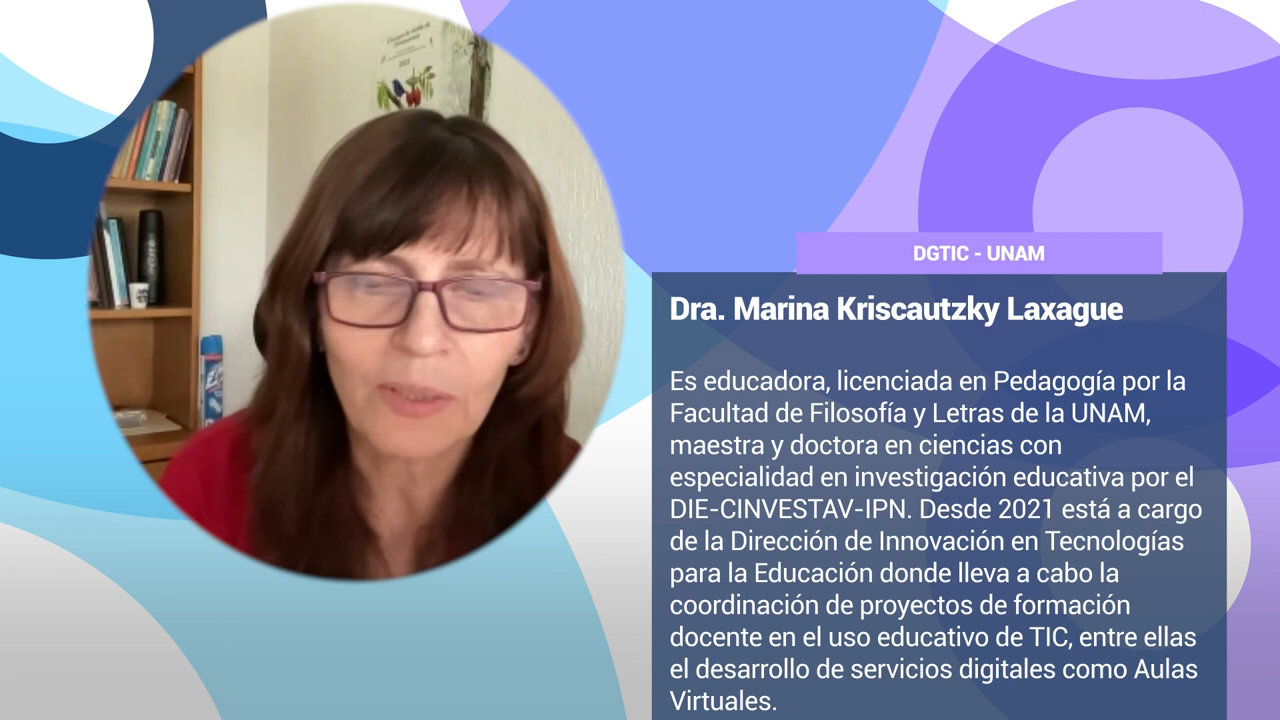 DGTIC - UNAM
Dra. Marina Kriscautzky Laxague
Es educadora, licenciada en Pedagogía por la
Facultad de Filosofía y Letras de la UNAM,
maestra y doctora en ciencias con
especialidad en investigación educativa por el
DIE-CINVESTAV-IPN. Desde 2021 está a cargo
de la Dirección de Innovación en Tecnologías
para la Educación donde lleva a cabo la
coordinación de proyectos de formación
docente en el uso educativo de TIC, entre ellas
el desarrollo de servicios digitales como Aulas
Virtuales.